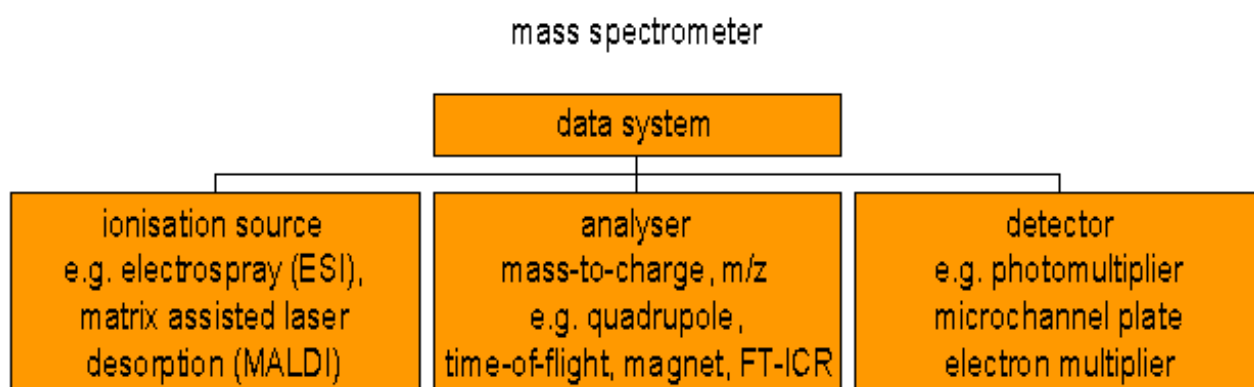 mass spectrometer
data system
ionisation source
e.g. electrospray (ESI),
matrix assisted laser
desorption (MALDI)
analyser
mass-to-charge, m/z
e.g. quadrupole,
time-of-flight, magnet, FT-ICR
detector
e.g. photomultiplier
microchannel plate
electron multiplier